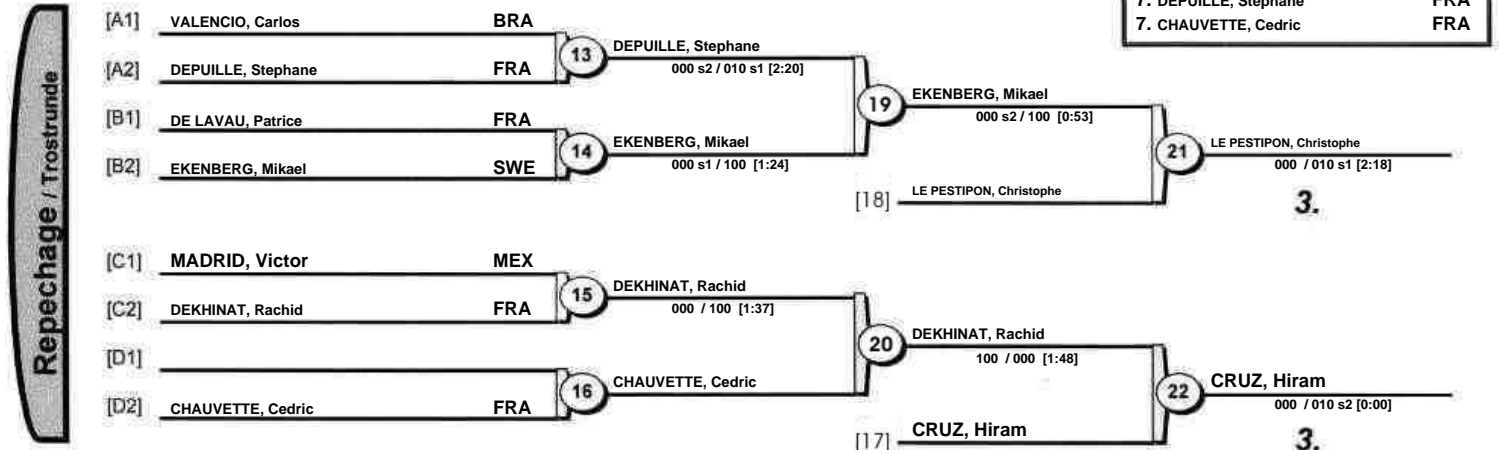 7. DEPUILLE, Stephane FRA
7. CHAUVETTE, Cedric FRA
Repechage / Trostrunde
[A1] VALENCIO, Carlos BRA
13 DEPUILLE, Stephane
000 s2 / 010 s1 [2:20]
[A2] DEPUILLE, Stephane FRA
19 EKENBERG, Mikael
000 s2 / 100 [0:53]
[B1] DE LAVAU, Patrice FRA
14 EKENBERG, Mikael
000 s1 / 100 [1:24]
[B2] EKENBERG, Mikael SWE
21 LE PESTIPON, Christophe
000 / 010 s1 [2:18]
[18] LE PESTIPON, Christophe
3.
[C1] MADRID, Victor MEX
15 DEKHINAT, Rachid
000 / 100 [1:37]
[C2] DEKHINAT, Rachid FRA
20 DEKHINAT, Rachid
100 / 000 [1:48]
[D1]
16 CHAUVETTE, Cedric
[D2] CHAUVETTE, Cedric FRA
22 CRUZ, Hiram
000 / 010 s2 [0:00]
[17] CRUZ, Hiram
3.